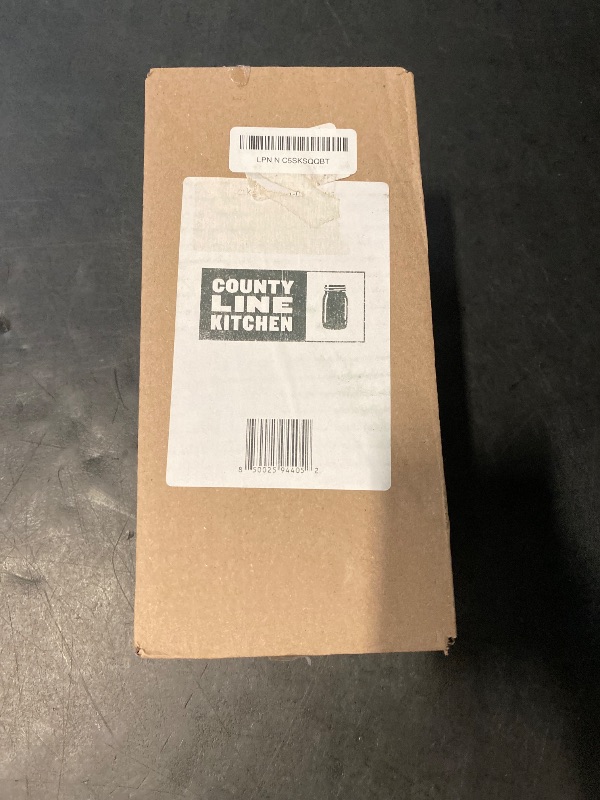 LPN N C5SKSQQBT
COUNTY
LINE
KITCHEN
8 50025 94405 2